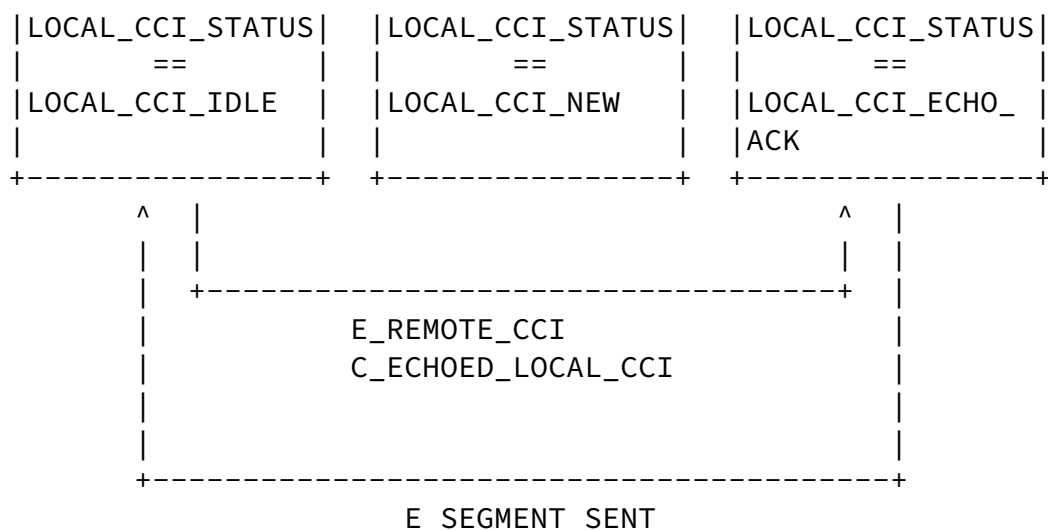 |LOCAL_CCI_STATUS|  |LOCAL_CCI_STATUS|  |LOCAL_CCI_STATUS|
|       ==       |  |       ==       |  |       ==       |
|LOCAL_CCI_IDLE  |  |LOCAL_CCI_NEW   |  |LOCAL_CCI_ECHO_ |
|                |  |                |  |ACK             |
+----------------+  +----------------+  +----------------+
       ^  |                                   ^  |
       |  |                                   |  |
       |  +-----------------------------------+  |
       |           E_REMOTE_CCI                  |
       |           C_ECHOED_LOCAL_CCI            |
       |                                         |
       |                                         |
       +-----------------------------------------+
                      E_SEGMENT_SENT